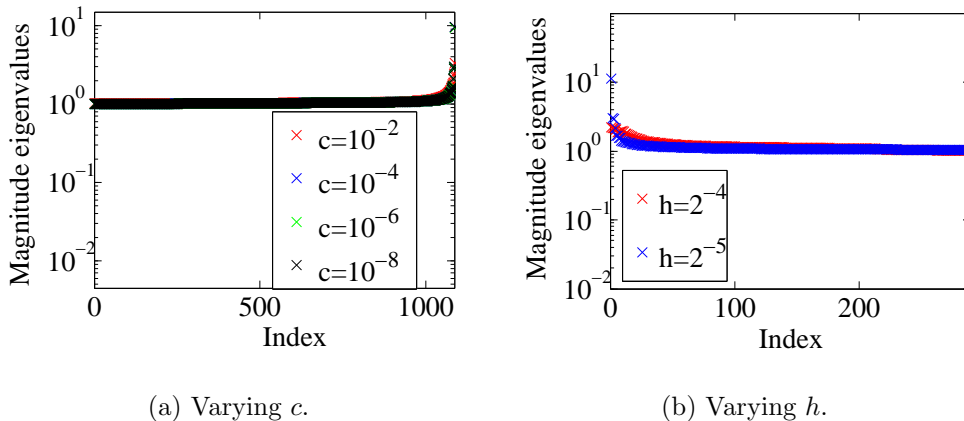 Magnitude eigenvalues
10^1
10^0
10^−1
10^−2
c=10^−2
c=10^−4
c=10^−6
c=10^−8
0 500 1000
Index
(a) Varying c.
Magnitude eigenvalues
10^1
10^0
10^−1
10^−2
h=2^−4
h=2^−5
0 100 200
Index
(b) Varying h.